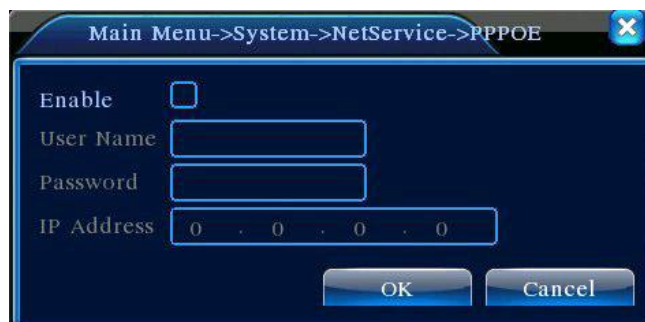 Main Menu->System->NetService->PPPOE
Enable
User Name
Password
IP Address 0 . 0 . 0 . 0
OK Cancel